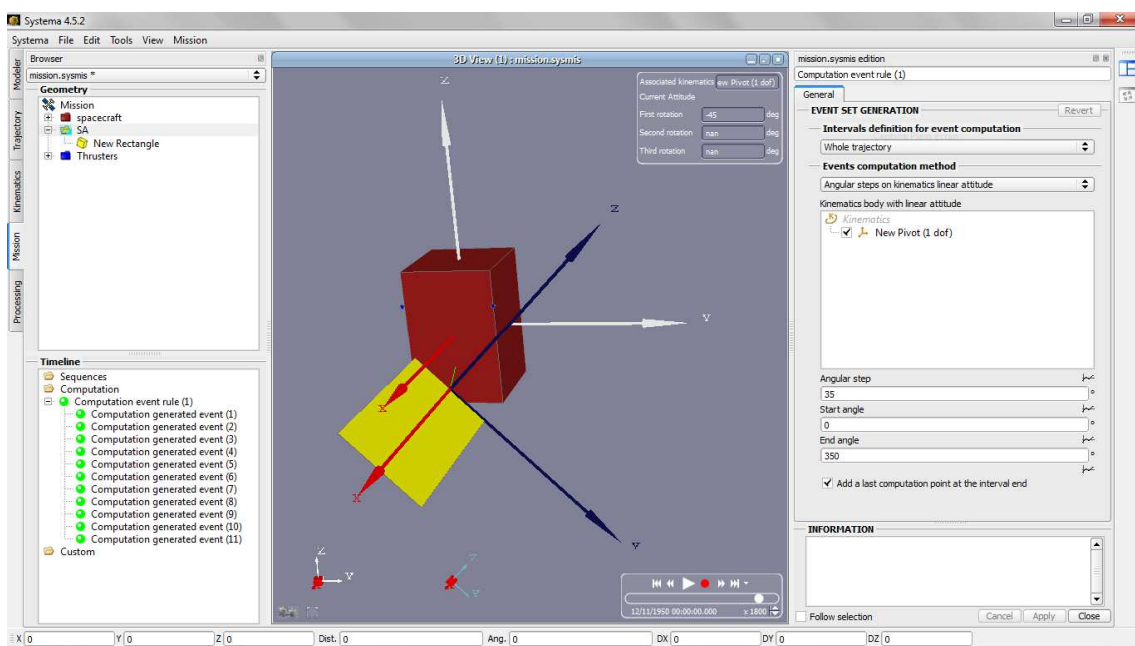 Systema 4.5.2
Systema File Edit Tools View Mission
Modeler
Trajectory
Kinematics
Mission
Processing
Browser
mission.sysmis *
Geometry
Mission
spacecraft
SA
New Rectangle
Thrusters
Timeline
Sequences
Computation
Computation event rule (1)
Computation generated event (1)
Computation generated event (2)
Computation generated event (3)
Computation generated event (4)
Computation generated event (5)
Computation generated event (6)
Computation generated event (7)
Computation generated event (8)
Computation generated event (9)
Computation generated event (10)
Computation generated event (11)
Custom
3D View (1) : mission.sysmis
Associated kinematics ew Pivot (1 dof)
Current Attitude
First rotation -45 deg
Second rotation nan deg
Third rotation nan deg
Z
Z
Y
X
X
Y
Z
Y
Z
Y
12/11/1950 00:00:00.000 x 1800
mission.sysmis edition
Computation event rule (1)
General
EVENT SET GENERATION Revert
Intervals definition for event computation
Whole trajectory
Events computation method
Angular steps on kinematics linear attitude
Kinematics body with linear attitude
Kinematics
New Pivot (1 dof)
Angular step
35 °
Start angle
0 °
End angle
350 °
Add a last computation point at the interval end
INFORMATION
Follow selection Cancel Apply Close
X 0 Y 0 Z 0 Dist. 0 Ang. 0 DX 0 DY 0 DZ 0